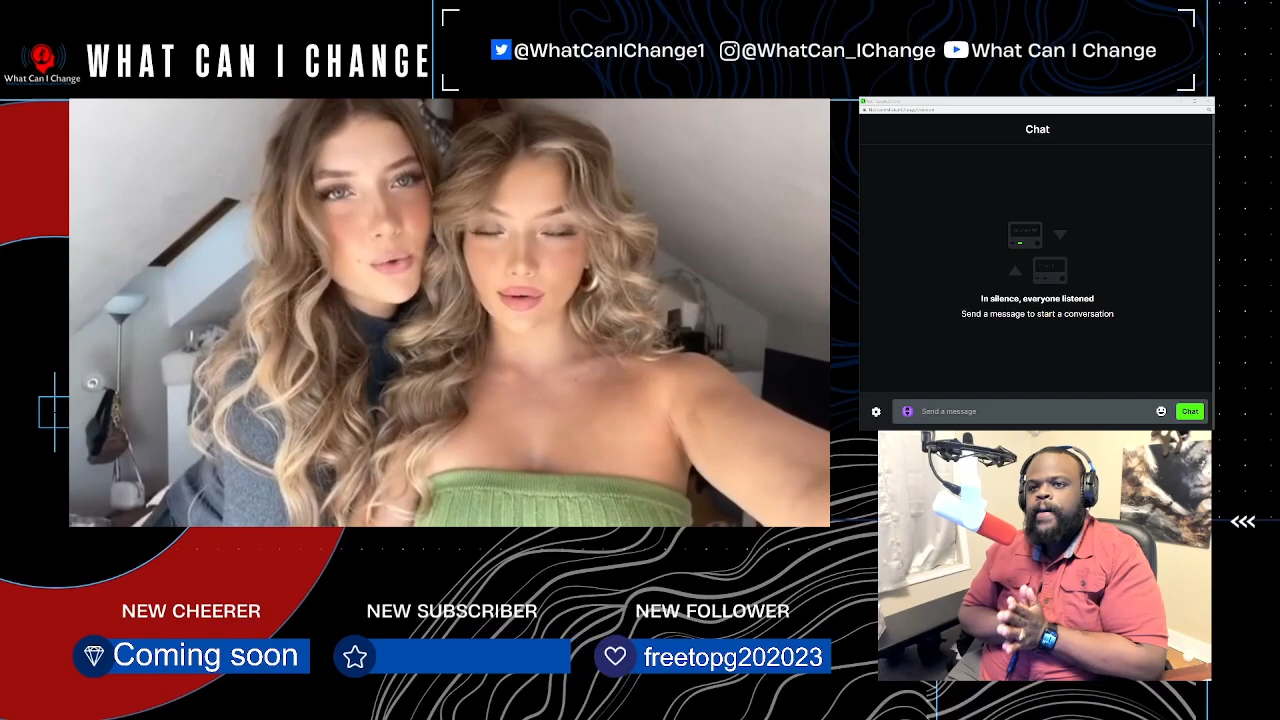 What Can I Change
WHAT CAN I CHANGE
@WhatCanIChange1
@WhatCan_IChange
What Can I Change
Chat
In silence, everyone listened
Send a message to start a conversation
Send a message
Chat
NEW CHEERER
NEW SUBSCRIBER
NEW FOLLOWER
Coming soon
freetopg202023